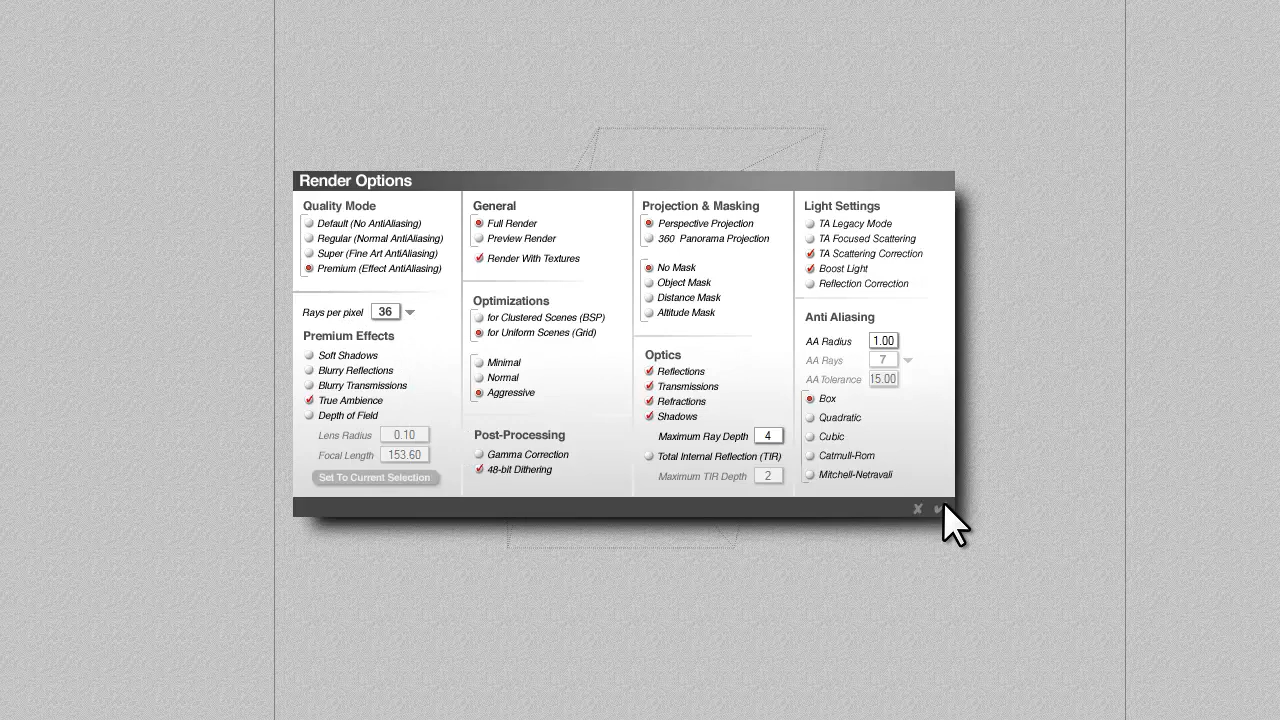 Render Options
Quality Mode
Default (No AntiAliasing)
Regular (Normal AntiAliasing)
Super (Fine Art AntiAliasing)
Premium (Effect AntiAliasing)
Rays per pixel 36
Premium Effects
Soft Shadows
Blurry Reflections
Blurry Transmissions
True Ambience
Depth of Field
Lens Radius 0.10
Focal Length 153.60
Set To Current Selection
General
Full Render
Preview Render
Render With Textures
Optimizations
for Clustered Scenes (BSP)
for Uniform Scenes (Grid)
Minimal
Normal
Aggressive
Post-Processing
Gamma Correction
48-bit Dithering
Projection & Masking
Perspective Projection
360 Panorama Projection
No Mask
Object Mask
Distance Mask
Altitude Mask
Optics
Reflections
Transmissions
Refractions
Shadows
Maximum Ray Depth 4
Total Internal Reflection (TIR)
Maximum TIR Depth 2
Light Settings
TA Legacy Mode
TA Focused Scattering
TA Scattering Correction
Boost Light
Reflection Correction
Anti Aliasing
AA Radius 1.00
AA Rays 7
AA Tolerance 15.00
Box
Quadratic
Cubic
Catmull-Rom
Mitchell-Netravali